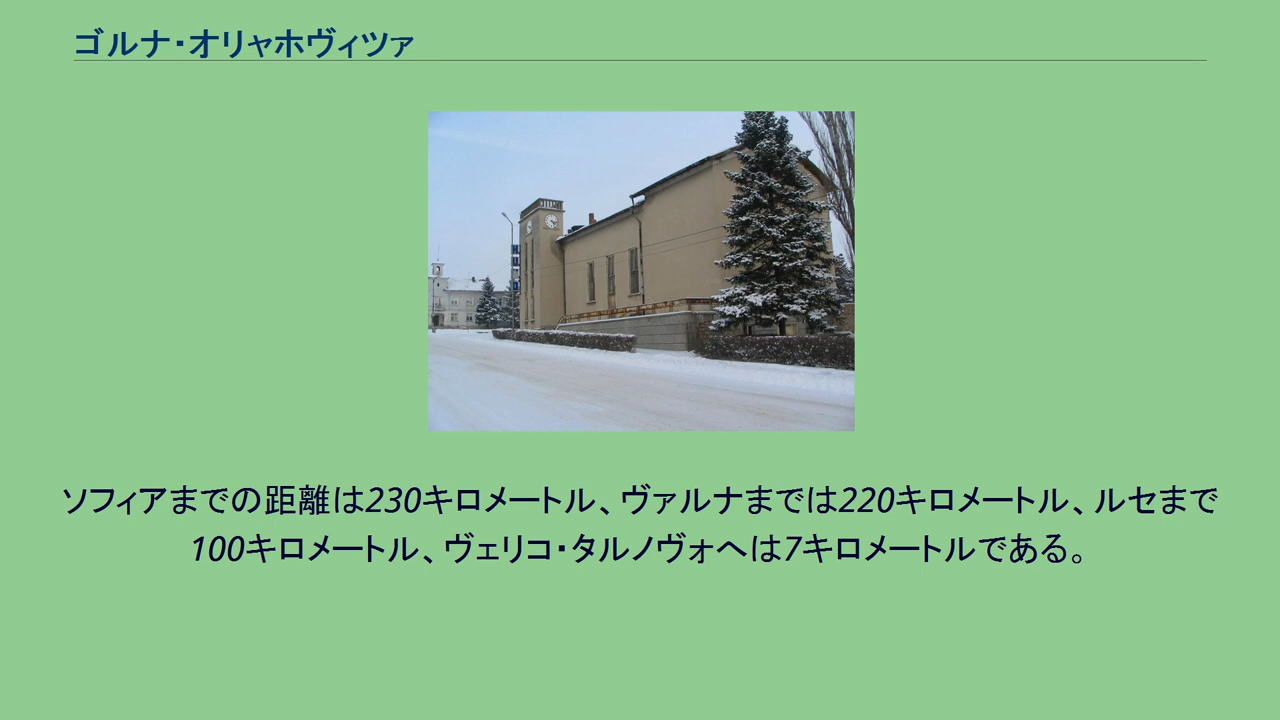 ゴルナ・オリャホヴィツァ
ソフィアまでの距離は230キロメートル、ヴァルナまでは220キロメートル、ルセまで
100キロメートル、ヴェリコ・タルノヴォへは7キロメートルである。